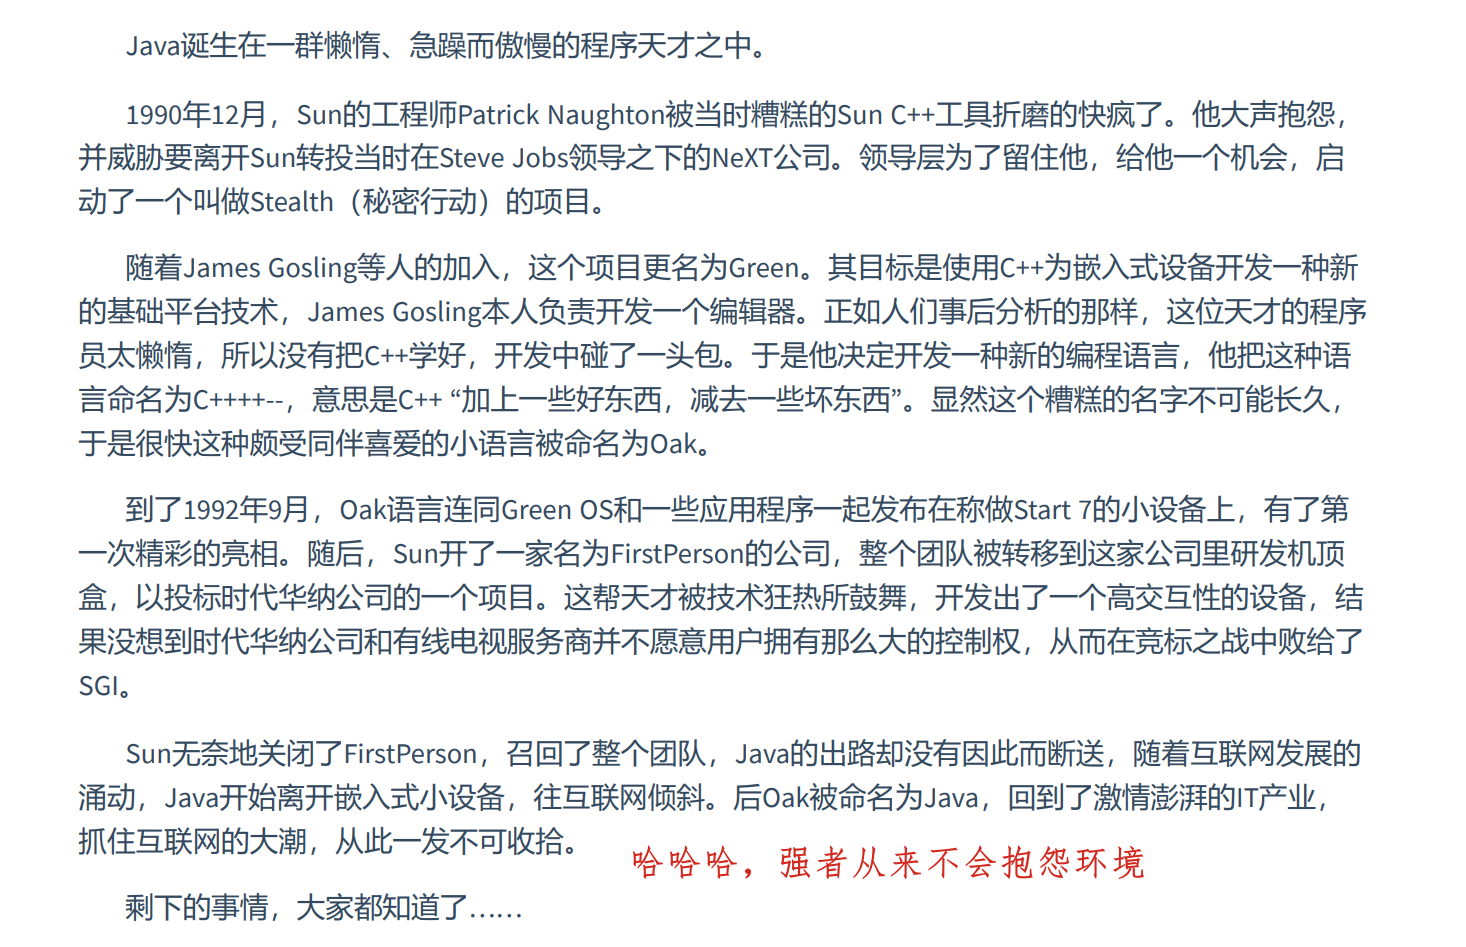 Java诞生在一群懒惰、急躁而傲慢的程序天才之中。
1990年12月，Sun的工程师Patrick Naughton被当时糟糕的Sun C++工具折磨的快疯了。他大声抱怨，
并威胁要离开Sun转投当时在Steve Jobs领导之下的NeXT公司。领导层为了留住他，给他一个机会，启
动了一个叫做Stealth（秘密行动）的项目。
随着James Gosling等人的加入，这个项目更名为Green。其目标是使用C++为嵌入式设备开发一种新
的基础平台技术，James Gosling本人负责开发一个编辑器。正如人们事后分析的那样，这位天才的程序
员太懒惰，所以没有把C++学好，开发中碰了一头包。于是他决定开发一种新的编程语言，他把这种语
言命名为C++++--，意思是C++ “加上一些好东西，减去一些坏东西”。显然这个糟糕的名字不可能长久，
于是很快这种颇受同伴喜爱的小语言被命名为Oak。
到了1992年9月，Oak语言连同Green OS和一些应用程序一起发布在称做Start 7的小设备上，有了第
一次精彩的亮相。随后，Sun开了一家名为FirstPerson的公司，整个团队被转移到这家公司里研发机顶
盒，以投标时代华纳公司的一个项目。这帮天才被技术狂热所鼓舞，开发出了一个高交互性的设备，结
果没想到时代华纳公司和有线电视服务商并不愿意用户拥有那么大的控制权，从而在竞标之战中败给了
SGI。
Sun无奈地关闭了FirstPerson，召回了整个团队，Java的出路却没有因此而断送，随着互联网发展的
涌动，Java开始离开嵌入式小设备，往互联网倾斜。后Oak被命名为Java，回到了激情澎湃的IT产业，
抓住互联网的大潮，从此一发不可收拾。
哈哈哈，强者从来不会抱怨环境
剩下的事情，大家都知道了……